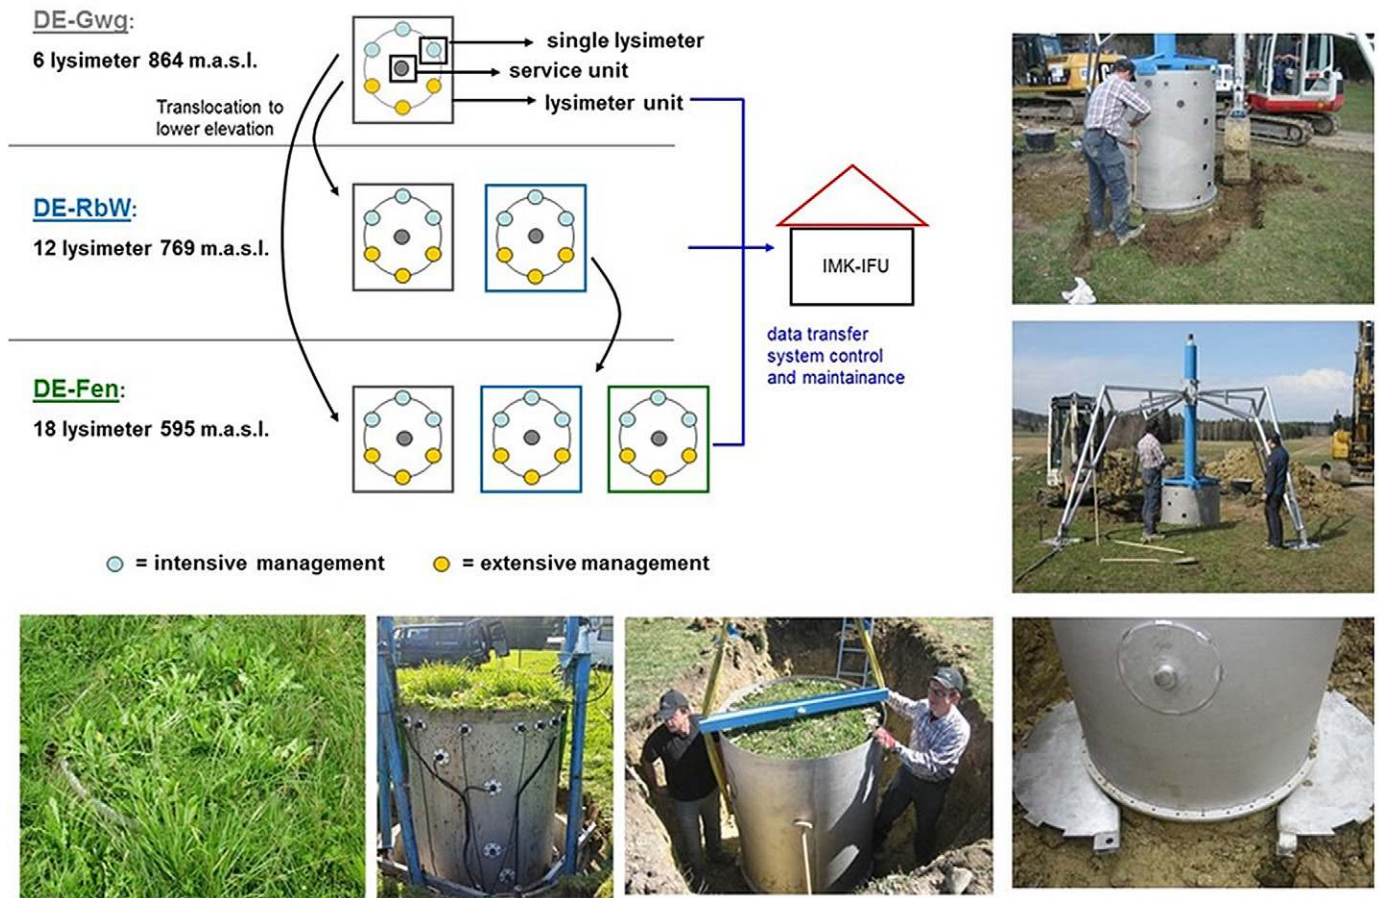 DE-Gwg:
6 lysimeter 864 m.a.s.l.
single lysimeter
service unit
lysimeter unit
Translocation to
lower elevation
DE-RbW:
12 lysimeter 769 m.a.s.l.
IMK-IFU
data transfer
system control
and maintainance
DE-Fen:
18 lysimeter 595 m.a.s.l.
= intensive management
= extensive management